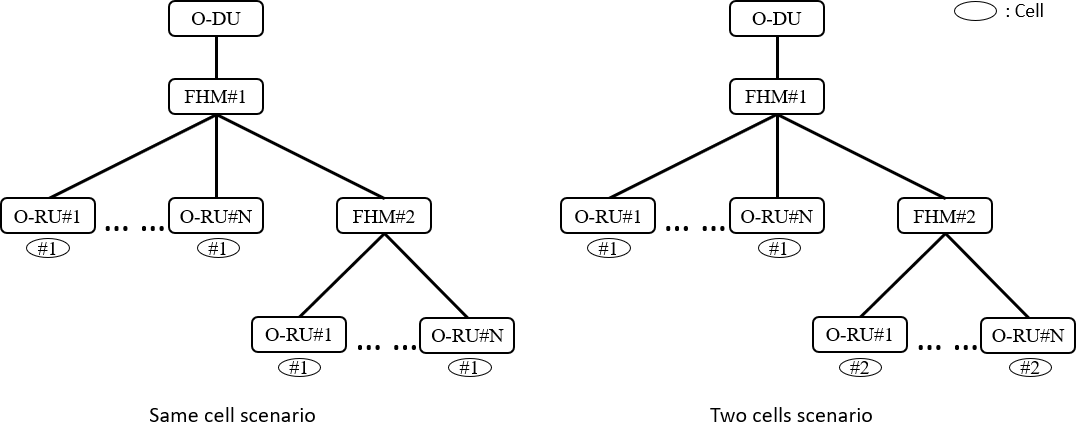 O-DU
O-DU
: Cell
FHM#1
FHM#1
O-RU#1 ... ... O-RU#N
FHM#2
O-RU#1 ... ... O-RU#N
FHM#2
#1
#1
#1
#1
O-RU#1 ... ... O-RU#N
O-RU#1 ... ... O-RU#N
#1
#1
#2
#2
Same cell scenario
Two cells scenario